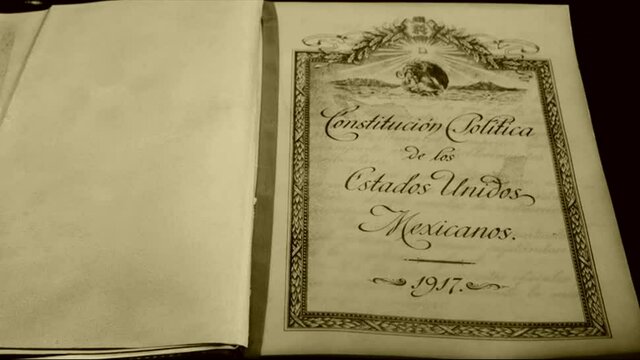 Constitución Política
de los
Estados Unidos
Mexicanos.
1917.